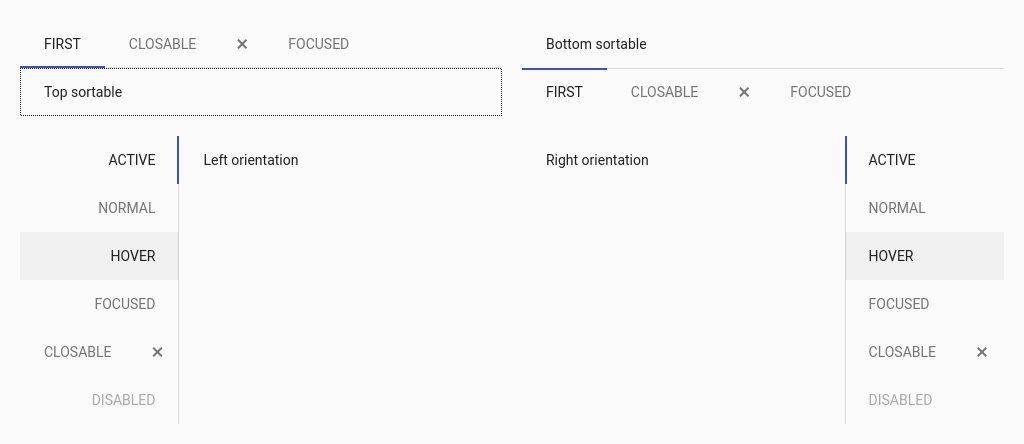 FIRST CLOSABLE ✕ FOCUSED
Top sortable
Bottom sortable
FIRST CLOSABLE ✕ FOCUSED
ACTIVE
NORMAL
HOVER
FOCUSED
CLOSABLE ✕
DISABLED
Left orientation
Right orientation
ACTIVE
NORMAL
HOVER
FOCUSED
CLOSABLE ✕
DISABLED